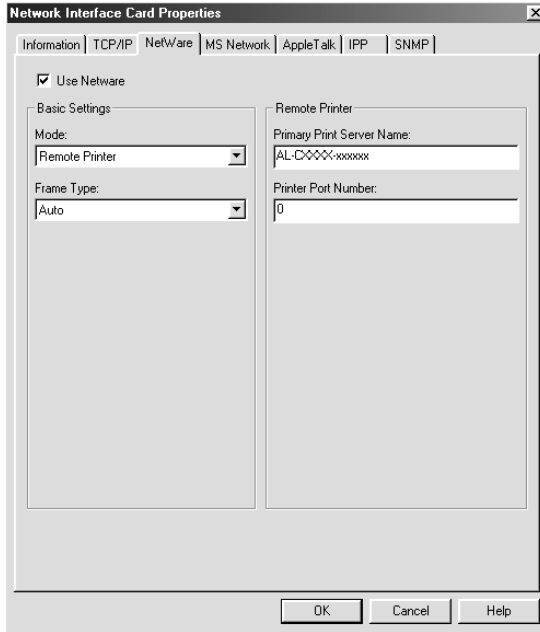 Network Interface Card Properties
Information
TCP/IP
NetWare
MS Network
AppleTalk
IPP
SNMP
Use Netware
Basic Settings
Mode:
Remote Printer
Frame Type:
Auto
Remote Printer
Primary Print Server Name:
AL-CXXXX-xxxxxx
Printer Port Number:
0
OK
Cancel
Help